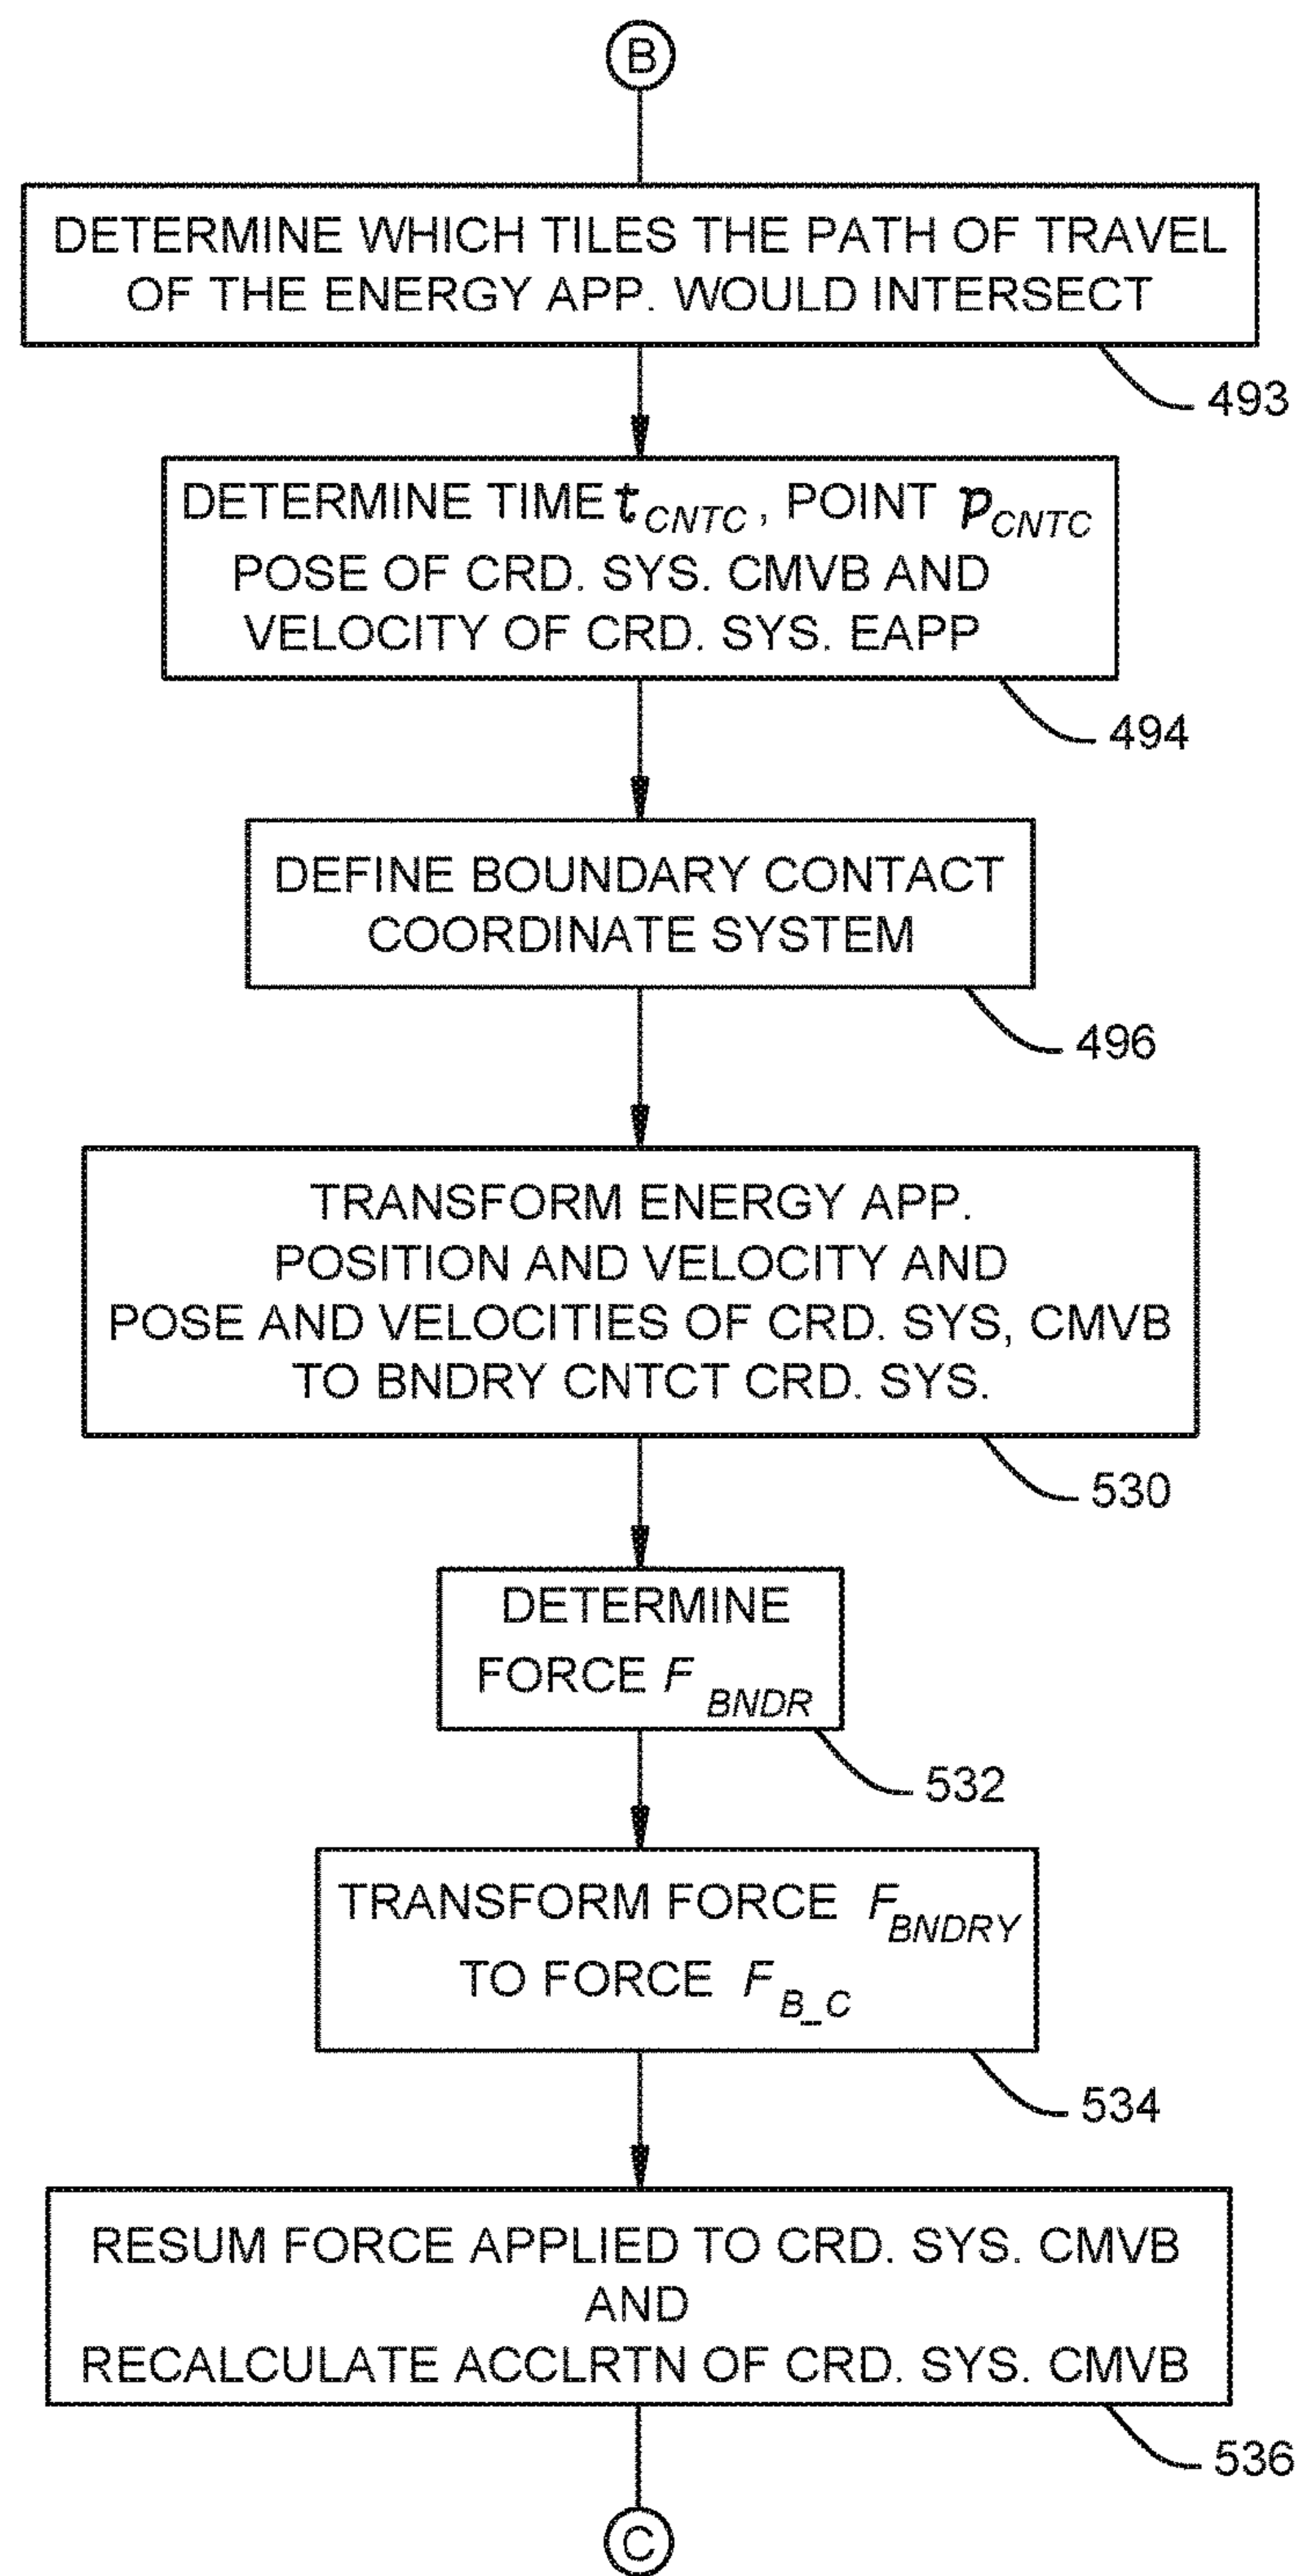 B
DETERMINE WHICH TILES THE PATH OF TRAVEL
OF THE ENERGY APP. WOULD INTERSECT
493
DETERMINE TIME t CNTC, POINT p CNTC
POSE OF CRD. SYS. CMVB AND
VELOCITY OF CRD. SYS. EAPP
494
DEFINE BOUNDARY CONTACT
COORDINATE SYSTEM
496
TRANSFORM ENERGY APP.
POSITION AND VELOCITY AND
POSE AND VELOCITIES OF CRD. SYS, CMVB
TO BNDRY CNTCT CRD. SYS.
530
DETERMINE
FORCE F BNDR
532
TRANSFORM FORCE F BNDRY
TO FORCE F B_C
534
RESUM FORCE APPLIED TO CRD. SYS. CMVB
AND
RECALCULATE ACCLRTN OF CRD. SYS. CMVB
536
C